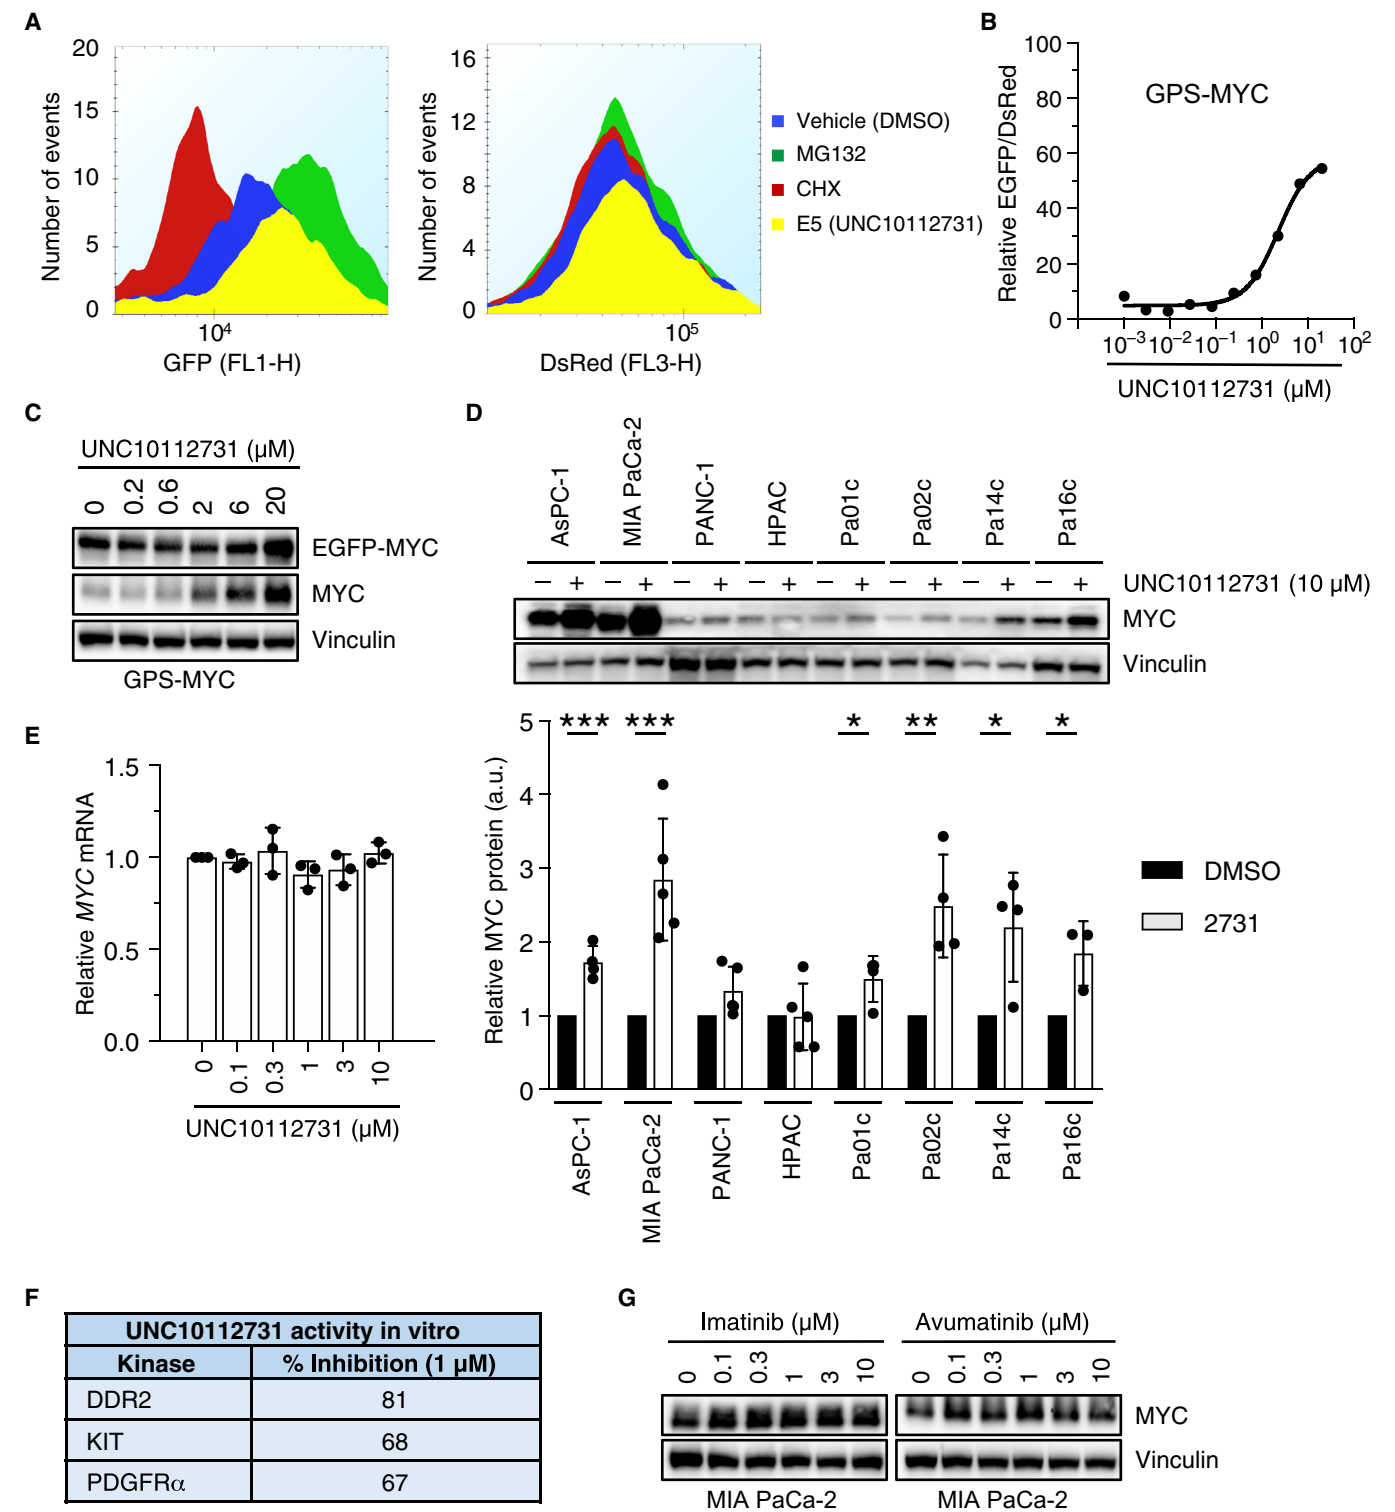 A
Number of events
20
15
10
5
0
10⁴
GFP (FL1-H)
Number of events
16
12
8
4
0
10⁵
DsRed (FL3-H)
Vehicle (DMSO)
MG132
CHX
E5 (UNC10112731)
B
Relative EGFP/DsRed
100
80
60
40
20
0
GPS-MYC
10⁻³ 10⁻² 10⁻¹ 10⁰ 10¹ 10²
UNC10112731 (µM)
C
UNC10112731 (µM)
0 0.2 0.6 2 6 20
EGFP-MYC
MYC
Vinculin
GPS-MYC
D
AsPC-1 MIA PaCa-2 PANC-1 HPAC Pa01c Pa02c Pa14c Pa16c
− + − + − + − + − + − + − + − + UNC10112731 (10 µM)
MYC
Vinculin
Relative MYC protein (a.u.)
5
4
3
2
1
0
*** *** * ** * *
AsPC-1 MIA PaCa-2 PANC-1 HPAC Pa01c Pa02c Pa14c Pa16c
DMSO
2731
E
Relative MYC mRNA
1.5
1.0
0.5
0.0
0 0.1 0.3 1 3 10
UNC10112731 (µM)
F
UNC10112731 activity in vitro
Kinase % Inhibition (1 µM)
DDR2 81
KIT 68
PDGFRα 67
G
Imatinib (µM) Avumatinib (µM)
0 0.1 0.3 1 3 10 0 0.1 0.3 1 3 10
MYC
Vinculin
MIA PaCa-2 MIA PaCa-2